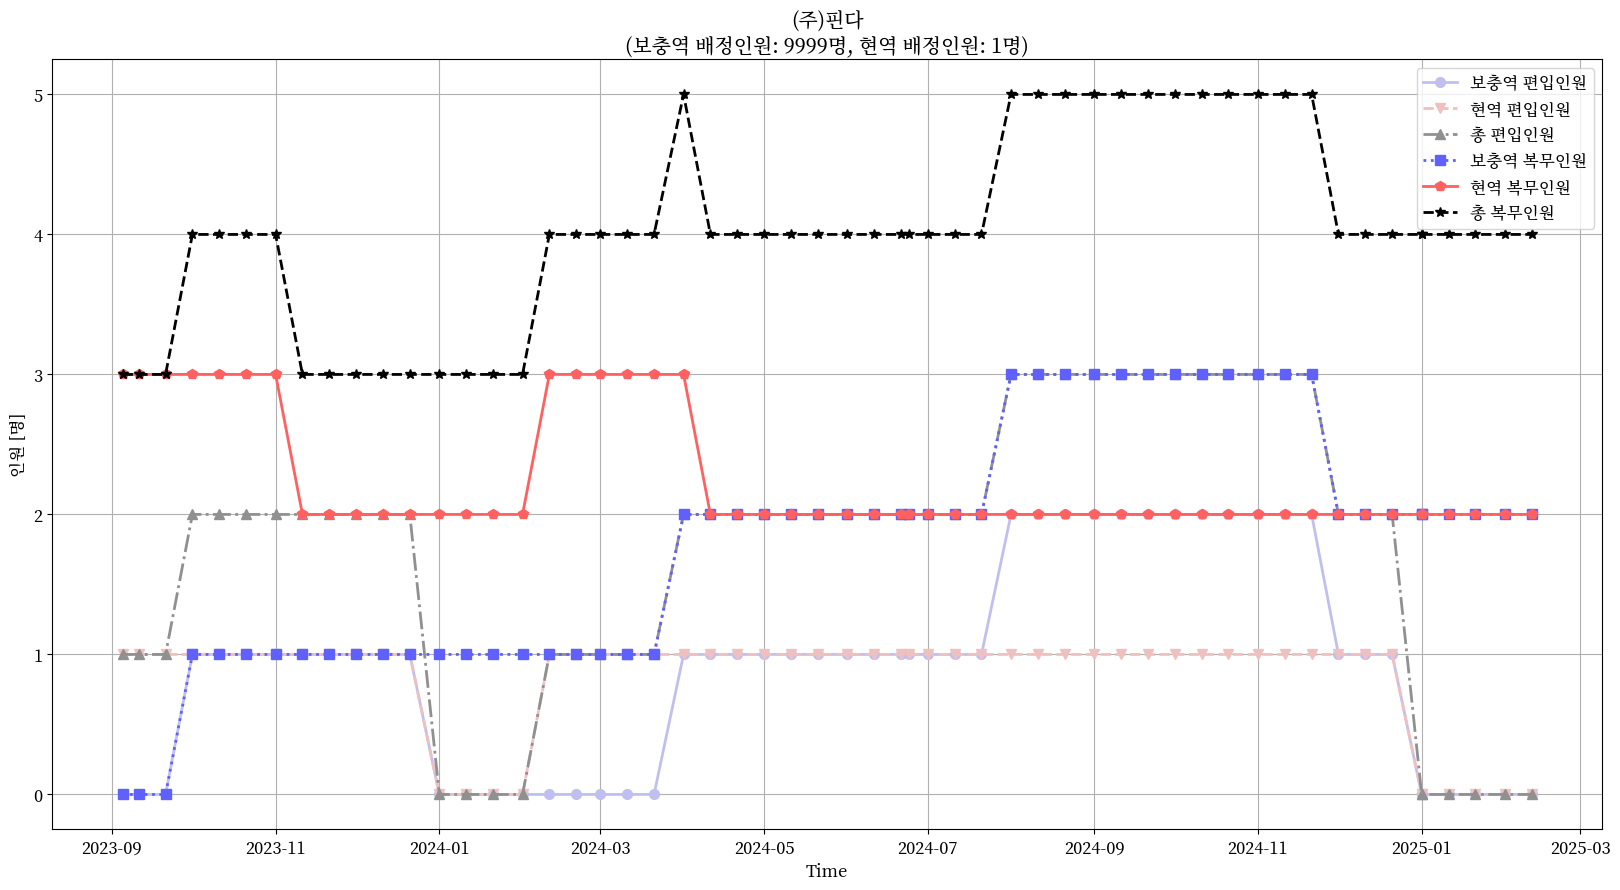 (주)핀다
(보충역 배정인원: 9999명, 현역 배정인원: 1명)
보충역 편입인원
현역 편입인원
총 편입인원
보충역 복무인원
현역 복무인원
총 복무인원
인원 [명]
5
4
3
2
1
0
2023-09
2023-11
2024-01
2024-03
2024-05
2024-07
2024-09
2024-11
2025-01
2025-03
Time